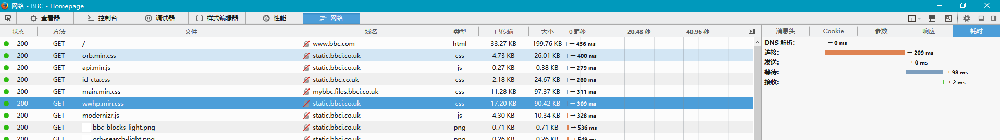 网络 - BBC - Homepage
查看器 控制台 调试器 { } 样式编辑器 性能 网络
状态 方法 文件 域名 类型 已传输 大小 0 毫秒 20.48 秒 40.96 秒 消息头 Cookie 参数 响应 耗时
200 GET / www.bbc.com html 33.27 KB 199.76 KB → 456 ms DNS 解析: → 0 ms
200 GET orb.min.css static.bbci.co.uk css 4.73 KB 26.01 KB → 400 ms 连接: → 209 ms
200 GET api.min.js static.bbci.co.uk js 0.27 KB 0.38 KB → 279 ms 发送: → 0 ms
200 GET id-cta.css static.bbc.co.uk css 2.18 KB 24.67 KB → 260 ms 等待: → 98 ms
200 GET main.min.css mybbc.files.bbci.co.uk css 11.28 KB 97.37 KB → 311 ms 接收: → 2 ms
200 GET wwhp.min.css static.bbci.co.uk css 17.20 KB 90.42 KB → 309 ms
200 GET modernizr.js static.bbci.co.uk js 4.30 KB 10.34 KB → 328 ms
200 GET bbc-blocks-light.png static.bbci.co.uk png 0.71 KB 0.71 KB → 536 ms
200 GET orb-search-light.png static.bbci.co.uk png 0.26 KB 0.26 KB → 549 ms